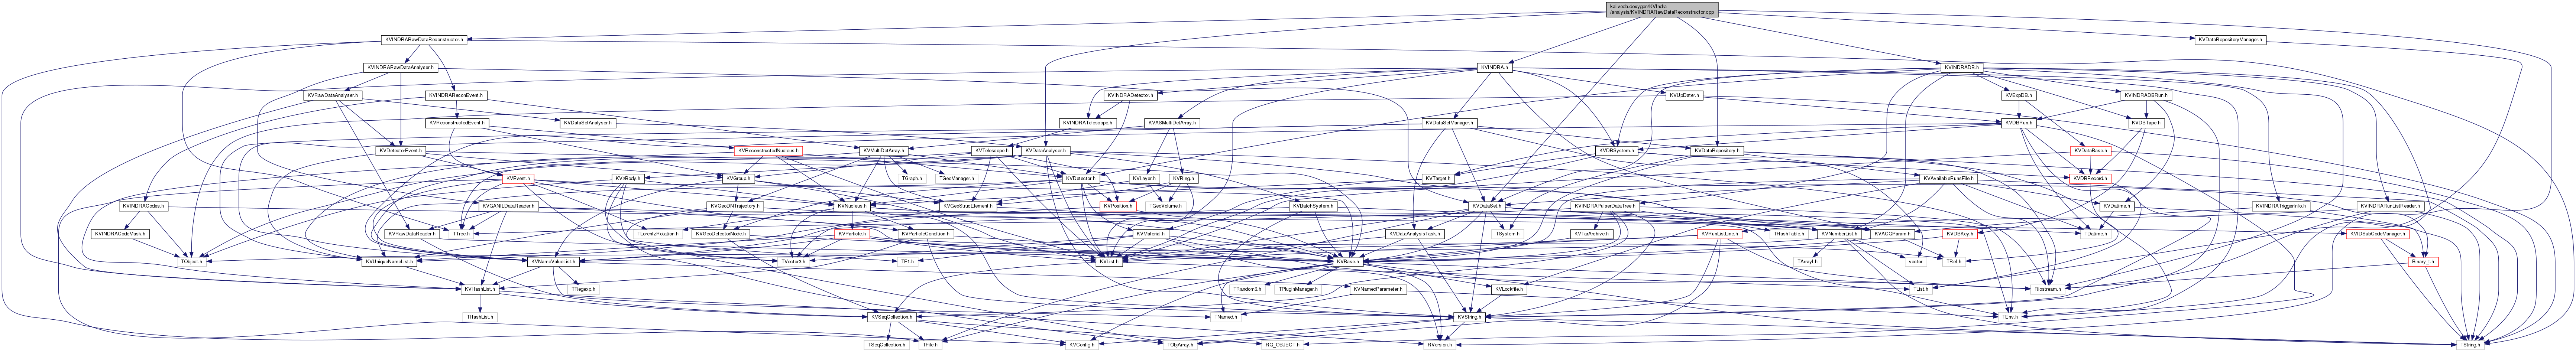 kaliveda.doxygen/KVIndra
/analysis/KVINDRARawDataReconstructor.cpp
KVINDRARawDataReconstructor.h
KVDataRepositoryManager.h
KVINDRARawDataAnalyser.h
KVINDRA.h
KVINDRADB.h
KVRawDataAnalyser.h
KVINDRAReconEvent.h
KVINDRADetector.h
KVUpDater.h
KVExpDB.h
KVINDRADBRun.h
KVReconstructedEvent.h
KVDataSetAnalyser.h
KVINDRATelescope.h
KVASMultiDetArray.h
KVDataSetManager.h
KVDBRun.h
KVDBTape.h
KVDetectorEvent.h
KVReconstructedNucleus.h
KVMultiDetArray.h
KVTelescope.h
KVDataAnalyser.h
KVDBSystem.h
KVDataRepository.h
KVDataBase.h
KVEvent.h
KV2Body.h
KVGroup.h
TGraph.h
TGeoManager.h
KVDetector.h
KVLayer.h
KVRing.h
KVTarget.h
KVAvailableRunsFile.h
KVDBRecord.h
KVINDRACodes.h
KVGANILDataReader.h
KVGeoDNTrajectory.h
KVNucleus.h
KVGeoStrucElement.h
KVPosition.h
TGeoVolume.h
KVBatchSystem.h
KVDataSet.h
KVINDRAPulserDataTree.h
KVDatime.h
KVINDRATriggerInfo.h
KVINDRARunListReader.h
KVINDRACodeMask.h
KVRawDataReader.h
TTree.h
KVGeoDetectorNode.h
TLorentzRotation.h
KVParticle.h
KVParticleCondition.h
KVMaterial.h
KVDataAnalysisTask.h
TSystem.h
KVTarArchive.h
THashTable.h
KVRunListLine.h
KVNumberList.h
KVACQParam.h
KVDBKey.h
TDatime.h
KVIDSubCodeManager.h
TObject.h
KVUniqueNameList.h
KVNameValueList.h
TF1.h
TVector3.h
KVList.h
KVBase.h
TArrayI.h
vector
TRef.h
Binary_t.h
KVHashList.h
TRegexp.h
TRandom3.h
TPluginManager.h
KVNamedParameter.h
KVLockfile.h
TList.h
Riostream.h
THashList.h
KVSeqCollection.h
TNamed.h
KVString.h
TEnv.h
TSeqCollection.h
TFile.h
KVConfig.h
TObjArray.h
RQ_OBJECT.h
RVersion.h
TString.h